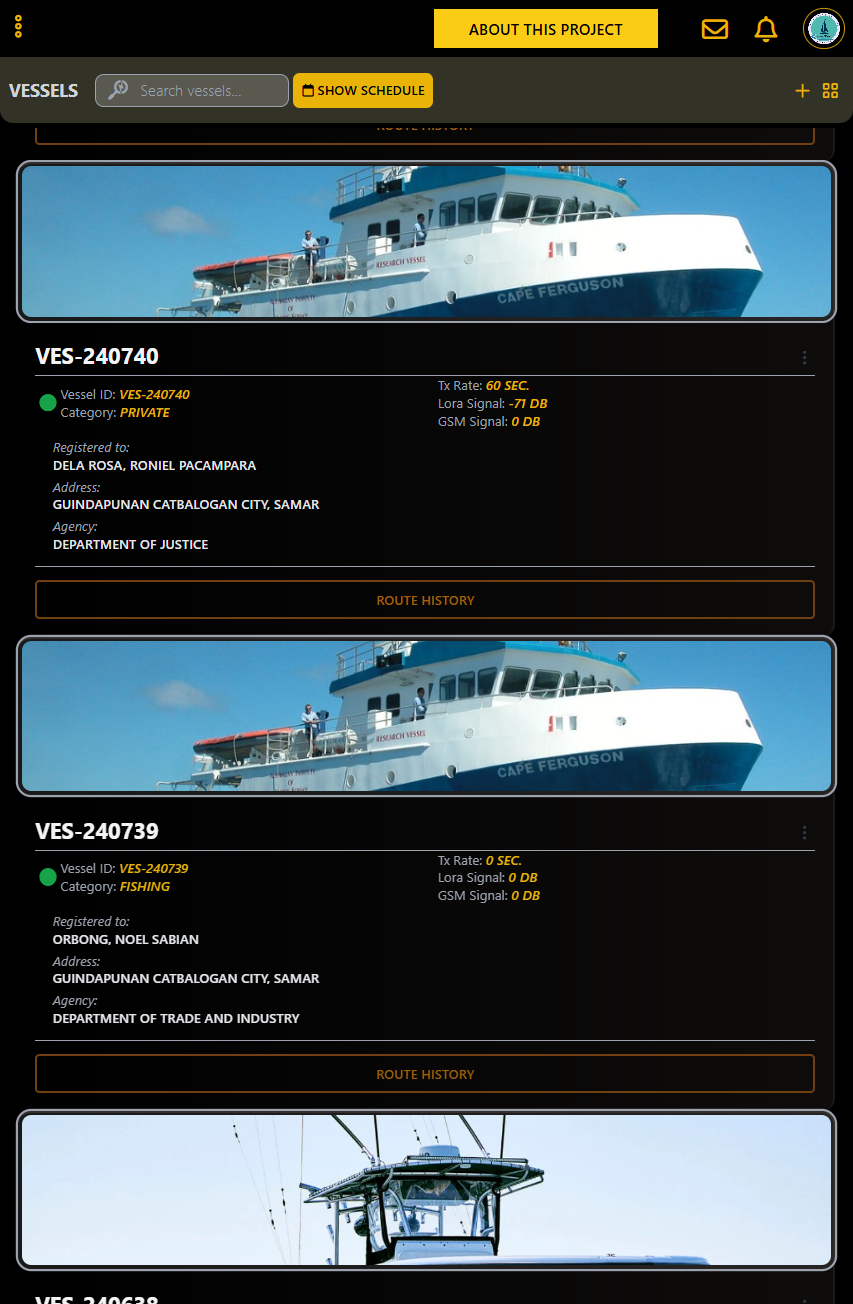 ABOUT THIS PROJECT
VESSELS
Search vessels...
SHOW SCHEDULE
ROUTE HISTORY
RESEARCH VESSEL
CAPE FERGUSON
VES-240740
Vessel ID: VES-240740
Category: PRIVATE
Tx Rate: 60 SEC.
Lora Signal: -71 DB
GSM Signal: 0 DB
Registered to:
DELA ROSA, RONIEL PACAMPARA
Address:
GUINDAPUNAN CATBALOGAN CITY, SAMAR
Agency:
DEPARTMENT OF JUSTICE
ROUTE HISTORY
RESEARCH VESSEL
CAPE FERGUSON
VES-240739
Vessel ID: VES-240739
Category: FISHING
Tx Rate: 0 SEC.
Lora Signal: 0 DB
GSM Signal: 0 DB
Registered to:
ORBONG, NOEL SABIAN
Address:
GUINDAPUNAN CATBALOGAN CITY, SAMAR
Agency:
DEPARTMENT OF TRADE AND INDUSTRY
ROUTE HISTORY
VES-240638